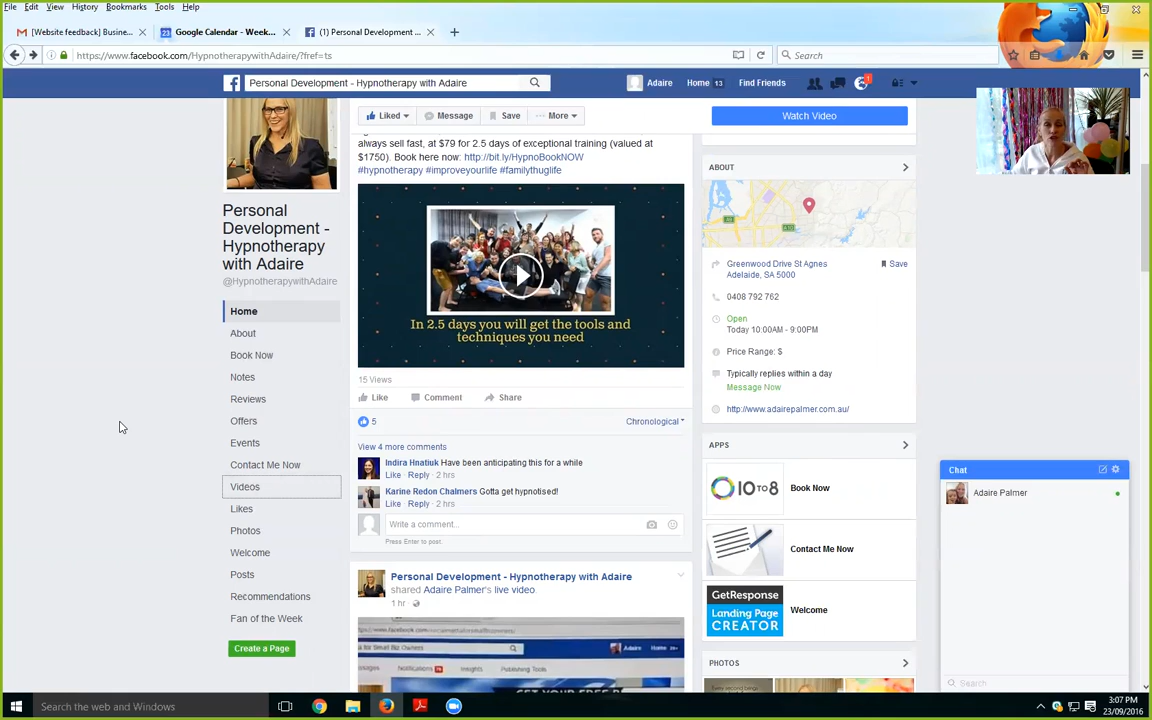 File Edit View History Bookmarks Tools Help
[Website feedback] Busine...
Google Calendar - Week...
(1) Personal Development ...
https://www.facebook.com/HypnotherapywithAdaire/?fref=ts
Search
Personal Development - Hypnotherapy with Adaire
Adaire Home 13 Find Friends
1
Liked Message Save More
Watch Video
always sell fast, at $79 for 2.5 days of exceptional training (valued at
$1750). Book here now: http://bit.ly/HypnoBookNOW
#hypnotherapy #improveyourlife #familythuglife
Personal
Development -
Hypnotherapy
with Adaire
@HypnotherapywithAdaire
Home
About
Book Now
Notes
Reviews
Offers
Events
Contact Me Now
Videos
Likes
Photos
Welcome
Posts
Recommendations
Fan of the Week
Create a Page
In 2.5 days you will get the tools and
techniques you need
15 Views
Like Comment Share
5
Chronological
View 4 more comments
Indira Hnatiuk Have been anticipating this for a while
Like · Reply · 2 hrs
Karine Redon Chalmers Gotta get hypnotised!
Like · Reply · 2 hrs
Write a comment...
Press Enter to post.
Personal Development - Hypnotherapy with Adaire
shared Adaire Palmer's live video.
1 hr ·
Adaire Home
Notifications Insights Publishing Tools
ABOUT
Greenwood Drive St Agnes
Adelaide, SA 5000
Save
0408 792 762
Open
Today 10:00AM - 9:00PM
Price Range: $
Typically replies within a day
Message Now
http://www.adairepalmer.com.au/
APPS
10TO8
Book Now
Contact Me Now
GetResponse
Landing Page
CREATOR
Welcome
PHOTOS
Chat
Adaire Palmer
Search
Search the web and Windows
3:07 PM
23/09/2016